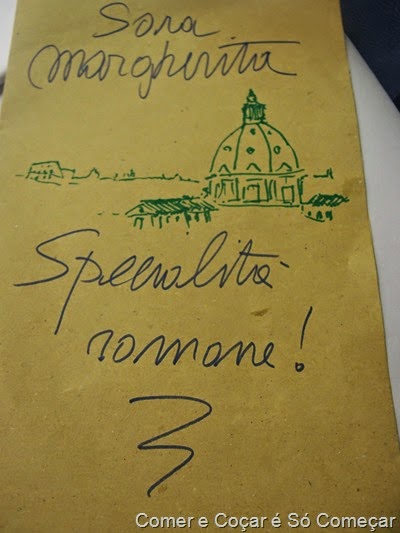 Sora
Margherita
Specialità
romane!
Comer e Coçar é Só Começar